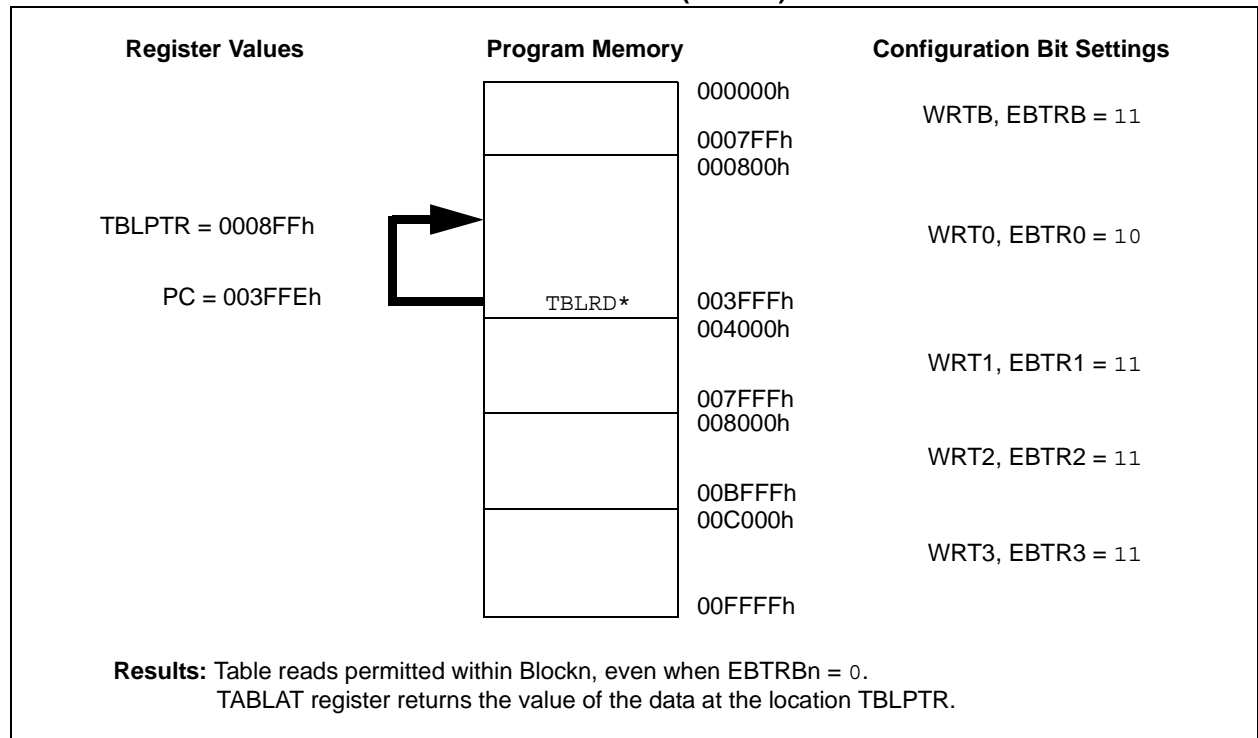 Register Values Program Memory Configuration Bit Settings
000000h
WRTB, EBTRB = 11
0007FFh
000800h
TBLPTR = 0008FFh
WRT0, EBTR0 = 10
PC = 003FFEh
TBLRD*
003FFFh
004000h
WRT1, EBTR1 = 11
007FFFh
008000h
WRT2, EBTR2 = 11
00BFFFh
00C000h
WRT3, EBTR3 = 11
00FFFFh
Results: Table reads permitted within Blockn, even when EBTRBn = 0.
TABLAT register returns the value of the data at the location TBLPTR.